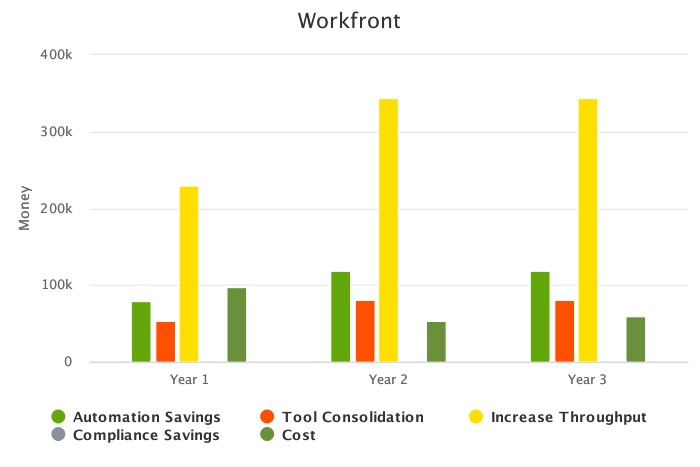 Workfront
400k
300k
200k
100k
0
Money
Year 1 Year 2 Year 3
Automation Savings Tool Consolidation Increase Throughput
Compliance Savings Cost